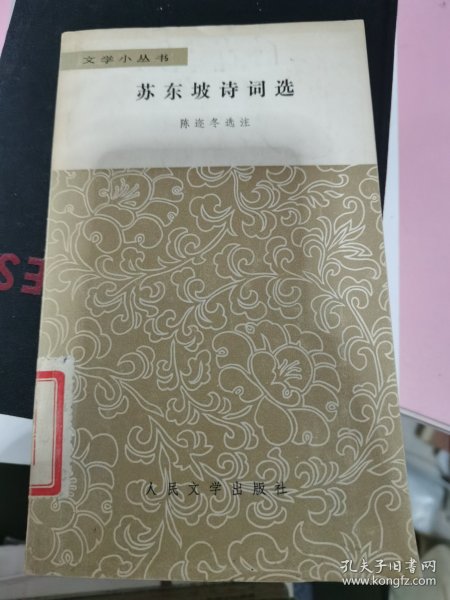 文学小丛书
苏东坡诗词选
陈迩冬选注
ES
人民文学出版社
孔夫子旧书网
www.kongfz.com